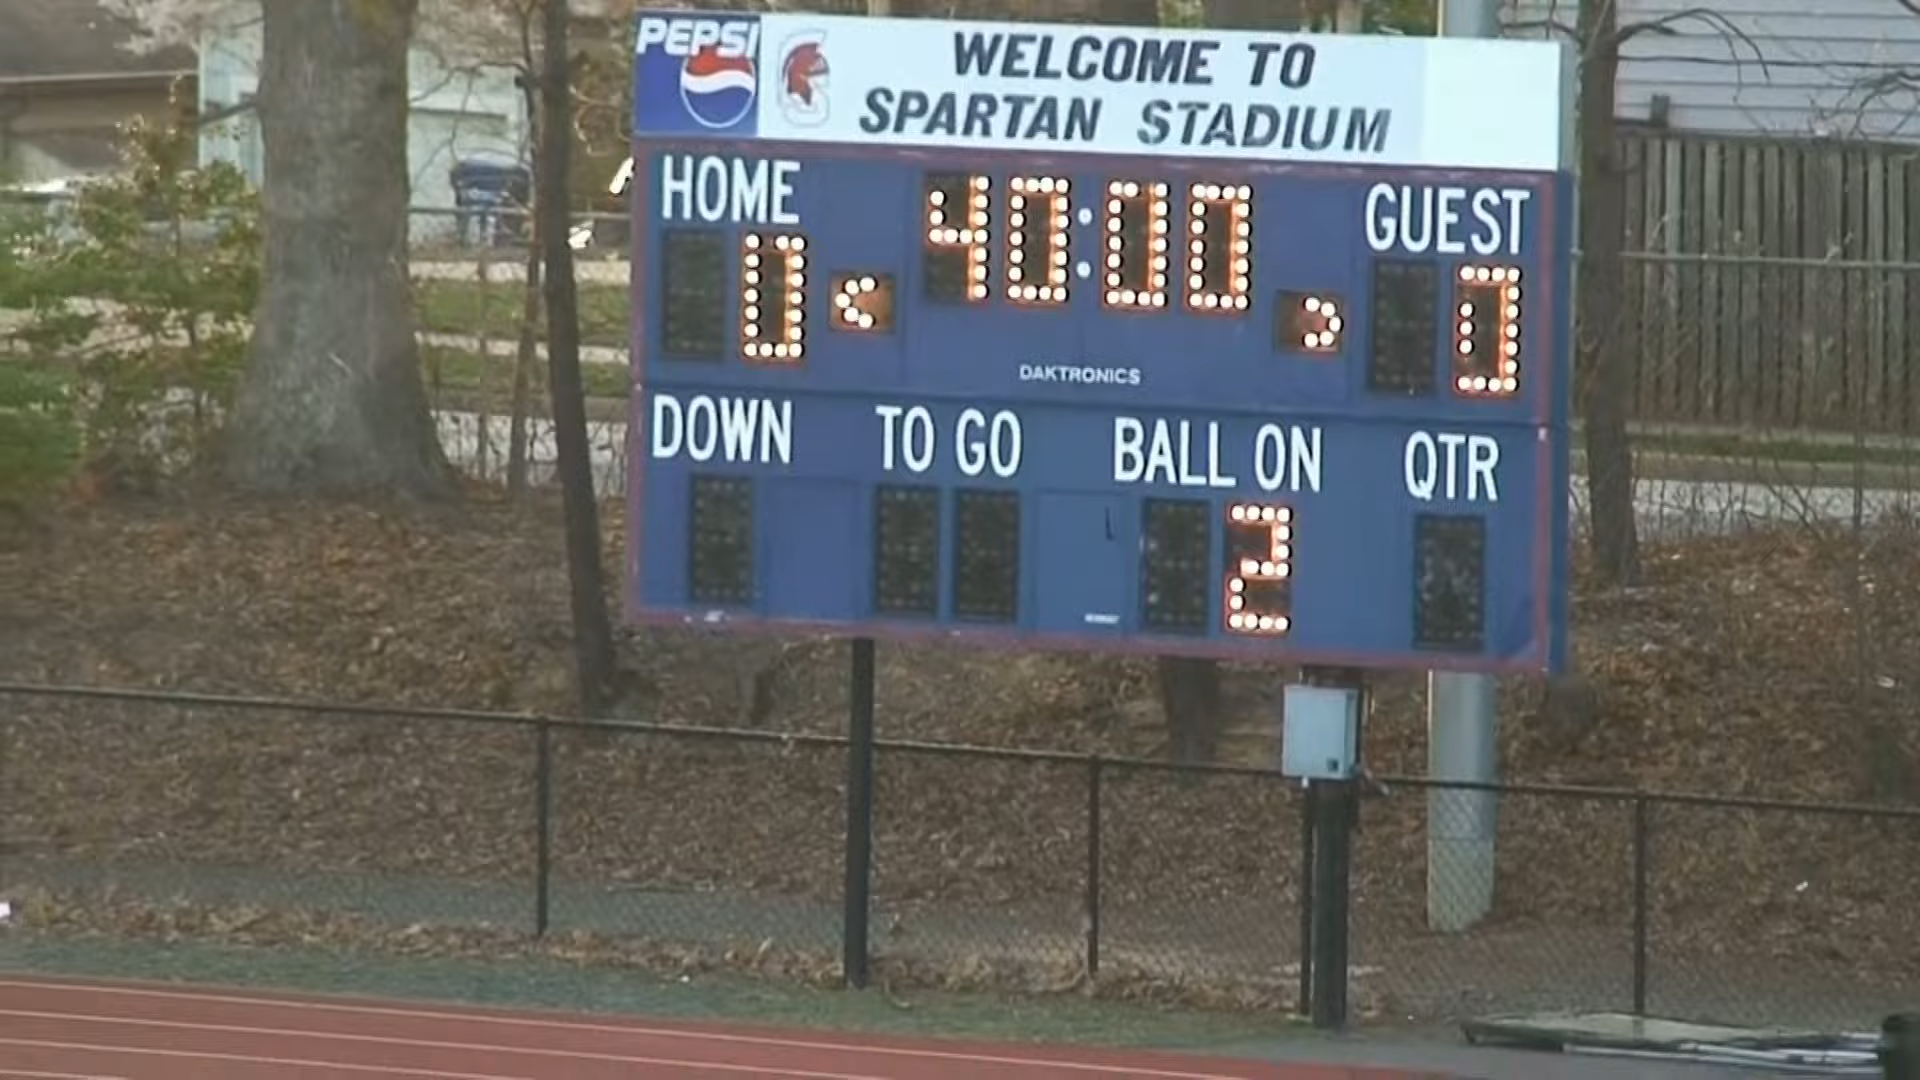 PEPSI
WELCOME TO
SPARTAN STADIUM
HOME 40:00 GUEST
0 < > 0
DAKTRONICS
DOWN TO GO BALL ON QTR
2